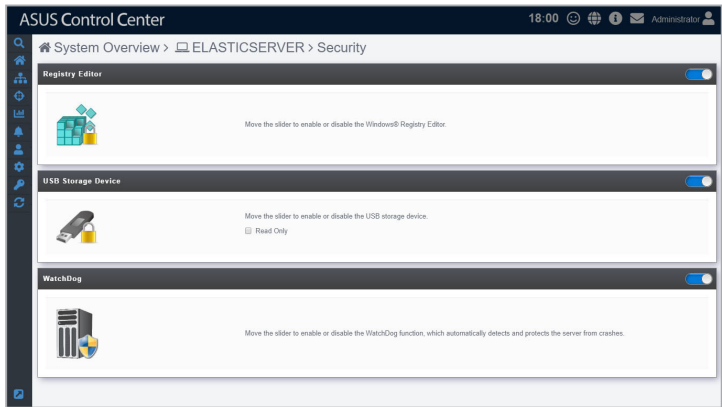 ASUS Control Center
18:00
Administrator
System Overview > ELASTICSERVER > Security
Registry Editor
Move the slider to enable or disable the Windows® Registry Editor.
USB Storage Device
Move the slider to enable or disable the USB storage device.
Read Only
WatchDog
Move the slider to enable or disable the WatchDog function, which automatically detects and protects the server from crashes.